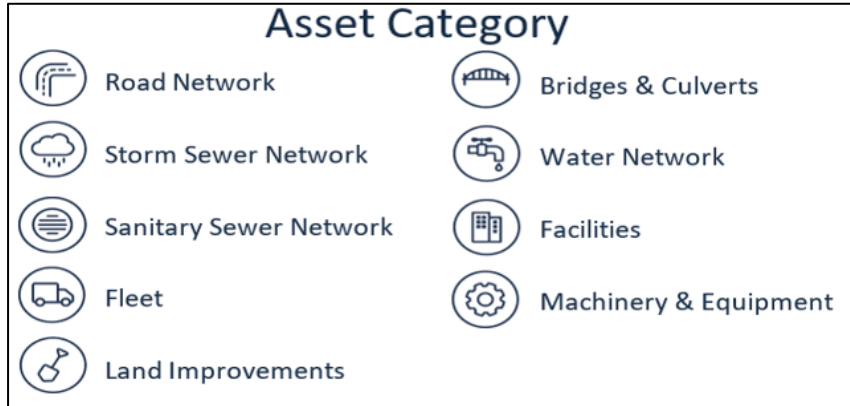 Asset Category
Road Network
Bridges & Culverts
Storm Sewer Network
Water Network
Sanitary Sewer Network
Facilities
Fleet
Machinery & Equipment
Land Improvements